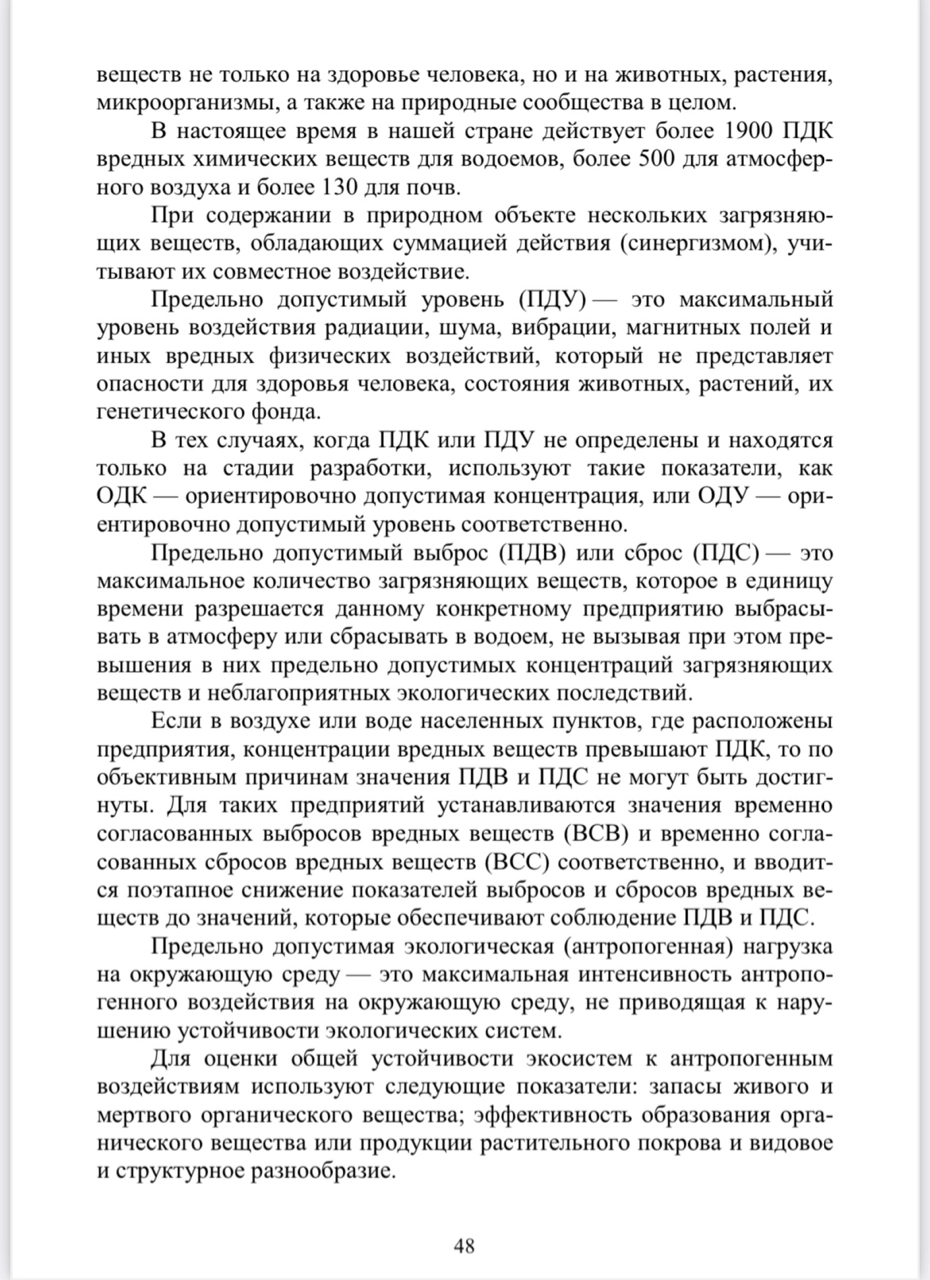 веществ не только на здоровье человека, но и на животных, растения,
микроорганизмы, а также на природные сообщества в целом.
В настоящее время в нашей стране действует более 1900 ПДК
вредных химических веществ для водоемов, более 500 для атмосфер-
ного воздуха и более 130 для почв.
При содержании в природном объекте нескольких загрязняю-
щих веществ, обладающих суммацией действия (синергизмом), учи-
тывают их совместное воздействие.
Предельно допустимый уровень (ПДУ) — это максимальный
уровень воздействия радиации, шума, вибрации, магнитных полей и
иных вредных физических воздействий, который не представляет
опасности для здоровья человека, состояния животных, растений, их
генетического фонда.
В тех случаях, когда ПДК или ПДУ не определены и находятся
только на стадии разработки, используют такие показатели, как
ОДК — ориентировочно допустимая концентрация, или ОДУ — ори-
ентировочно допустимый уровень соответственно.
Предельно допустимый выброс (ПДВ) или сброс (ПДС) — это
максимальное количество загрязняющих веществ, которое в единицу
времени разрешается данному конкретному предприятию выбрасы-
вать в атмосферу или сбрасывать в водоем, не вызывая при этом пре-
вышения в них предельно допустимых концентраций загрязняющих
веществ и неблагоприятных экологических последствий.
Если в воздухе или воде населенных пунктов, где расположены
предприятия, концентрации вредных веществ превышают ПДК, то по
объективным причинам значения ПДВ и ПДС не могут быть достиг-
нуты. Для таких предприятий устанавливаются значения временно
согласованных выбросов вредных веществ (ВСВ) и временно согла-
сованных сбросов вредных веществ (ВСС) соответственно, и вводит-
ся поэтапное снижение показателей выбросов и сбросов вредных ве-
ществ до значений, которые обеспечивают соблюдение ПДВ и ПДС.
Предельно допустимая экологическая (антропогенная) нагрузка
на окружающую среду — это максимальная интенсивность антропо-
генного воздействия на окружающую среду, не приводящая к нару-
шению устойчивости экологических систем.
Для оценки общей устойчивости экосистем к антропогенным
воздействиям используют следующие показатели: запасы живого и
мертвого органического вещества; эффективность образования орга-
нического вещества или продукции растительного покрова и видовое
и структурное разнообразие.
48